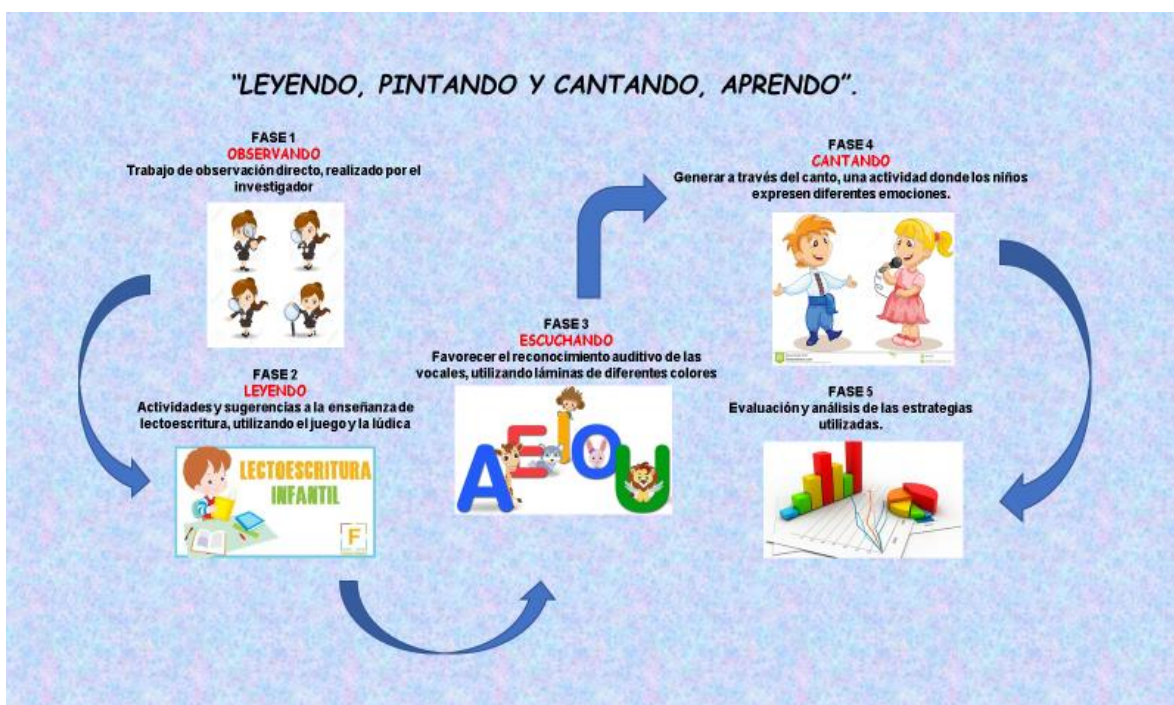 "LEYENDO, PINTANDO Y CANTANDO, APRENDO".
FASE 1
OBSERVANDO
Trabajo de observación directo, realizado por el
investigador
FASE 2
LEYENDO
Actividades y sugerencias a la enseñanza de
lectoescritura, utilizando el juego y la lúdica
LECTOESCRITURA
INFANTIL
F
FASE 3
ESCUCHANDO
Favorecer el reconocimiento auditivo de las
vocales, utilizando láminas de diferentes colores
AEIOU
FASE 4
CANTANDO
Generar a través del canto, una actividad donde los niños
expresen diferentes emociones.
FASE 5
Evaluación y análisis de las estrategias
utilizadas.